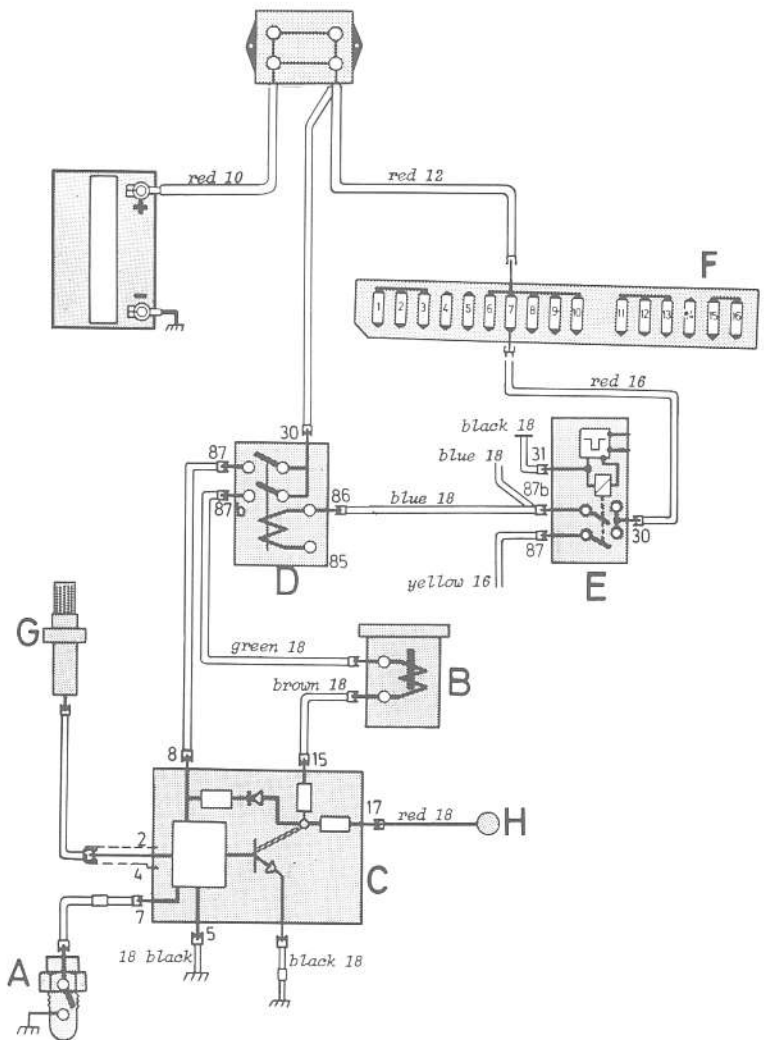 red 10
red 12
+
-
F
1 2 3 4 5 6 7 8 9 10 11 12 13 15 16
red 16
black 18
30
31
87
blue 18
87b
86
87b
blue 18
30
85
87
D
yellow 16
E
G
green 18
B
brown 18
8
15
17
red 18
H
2
4
C
7
5
18 black
black 18
A